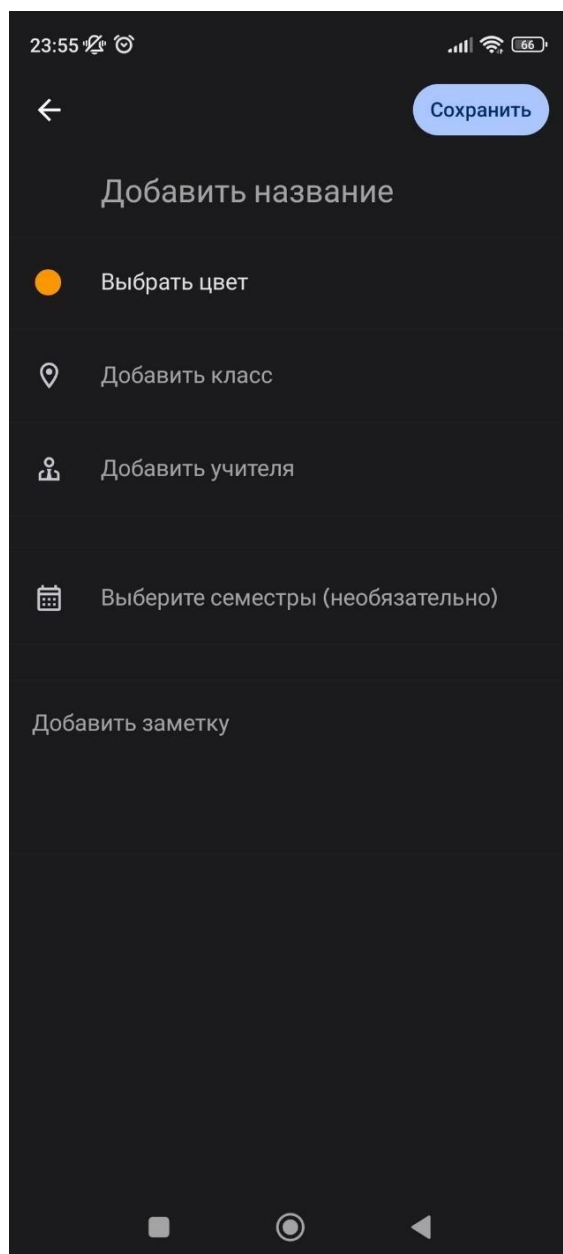 23:55 66
Сохранить
Добавить название
Выбрать цвет
Добавить класс
Добавить учителя
Выберите семестры (необязательно)
Добавить заметку